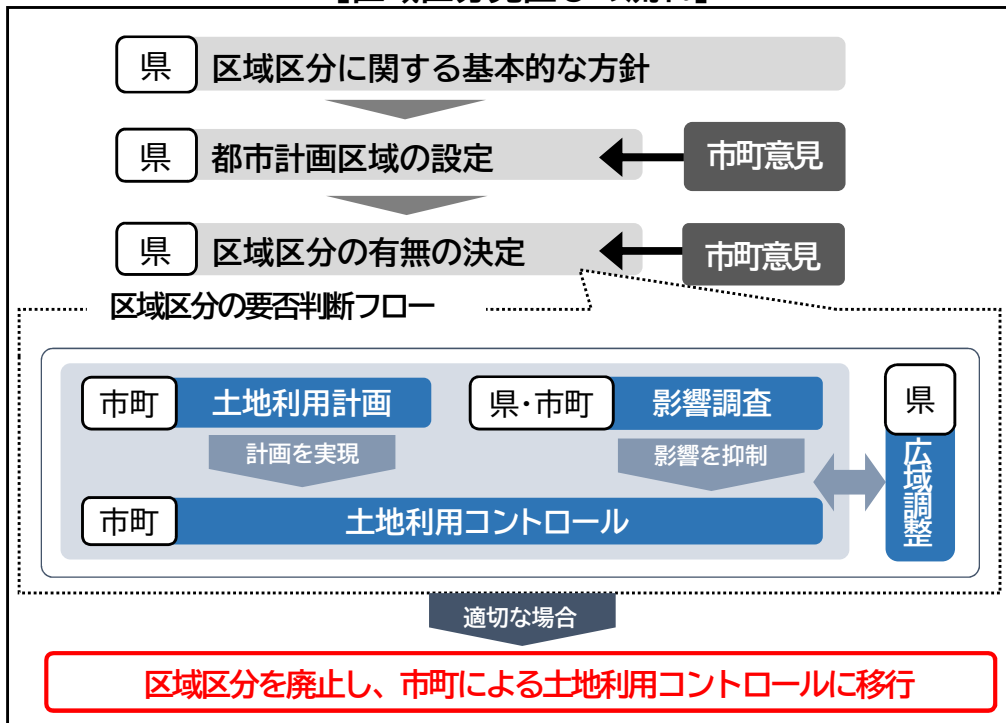 県 区域区分に関する基本的な方針
県 都市計画区域の設定 市町意見
県 区域区分の有無の決定 市町意見
区域区分の要否判断フロー
市町 土地利用計画
計画を実現
県・市町 影響調査
影響を抑制
市町 土地利用コントロール
県
広域調整
適切な場合
区域区分を廃止し、市町による土地利用コントロールに移行